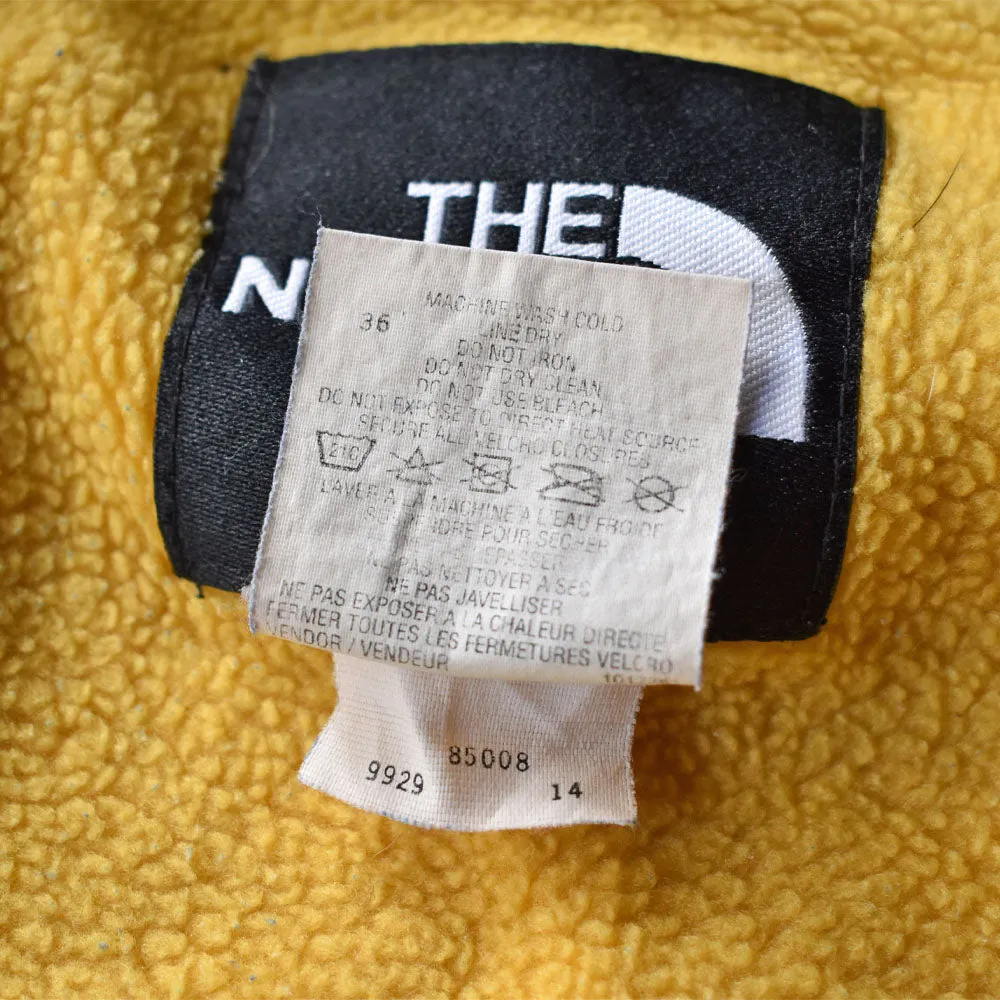 THE
N
36
MACHINE WASH COLD
LINE DRY
DO NOT IRON
DO NOT DRY CLEAN
DO NOT USE BLEACH
DO NOT EXPOSE TO DIRECT HEAT SOURCE
SECURE ALL VELCRO CLOSURES
LAVER A LA MACHINE A L'EAU FROIDE
POUR SECHER
REPASSER
NE PAS NETTOYER A SEC
NE PAS JAVELLISER
NE PAS EXPOSER A LA CHALEUR DIRECTE
FERMER TOUTES LES FERMETURES VELCRO
VENDOR / VENDEUR
85008
9929
14